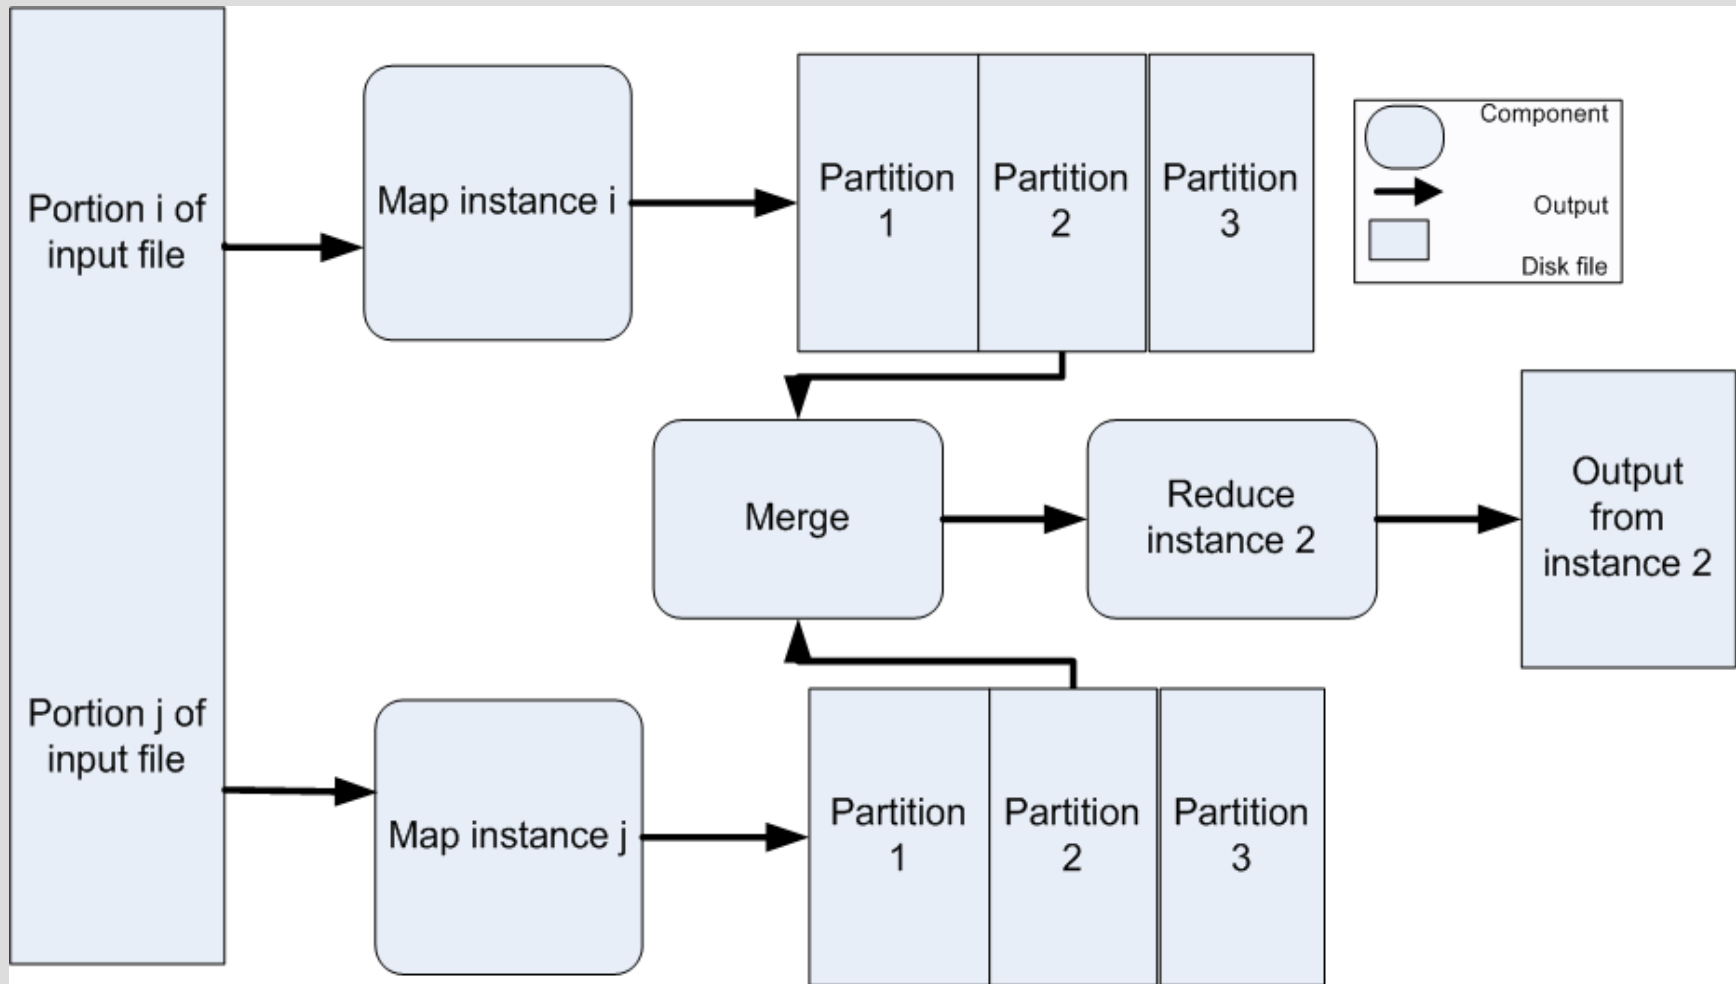 Portion i of
input file
Map instance i
Partition
1
Partition
2
Partition
3
Component
Output
Disk file
Merge
Reduce
instance 2
Output
from
instance 2
Portion j of
input file
Map instance j
Partition
1
Partition
2
Partition
3